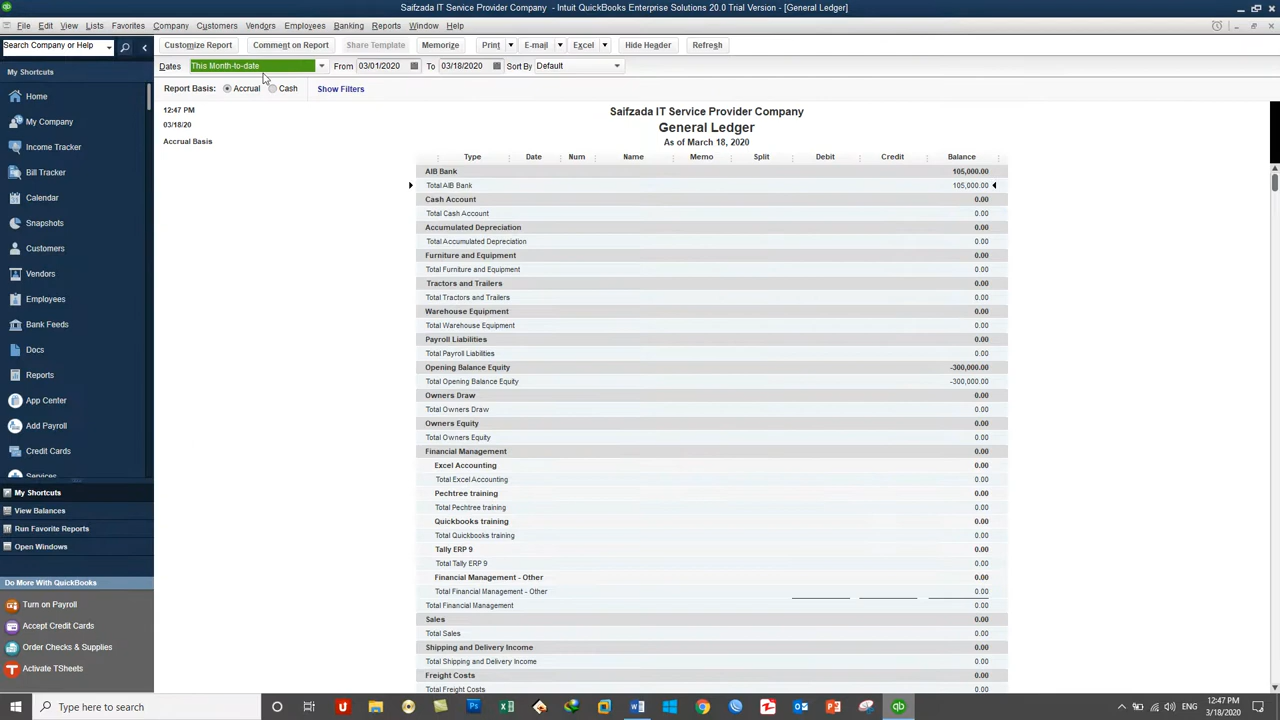 Saifzada IT Service Provider Company - Intuit QuickBooks Enterprise Solutions 20.0 Trial Version - [General Ledger]
File Edit View Lists Favorites Company Customers Vendors Employees Banking Reports Window Help
Search Company or Help
Customize Report Comment on Report Share Template Memorize Print E-mail Excel Hide Header Refresh
Dates This Month-to-date From 03/01/2020 To 03/18/2020 Sort By Default
Report Basis: Accrual Cash Show Filters
My Shortcuts
Home
My Company
Income Tracker
Bill Tracker
Calendar
Snapshots
Customers
Vendors
Employees
Bank Feeds
Docs
Reports
App Center
Add Payroll
Credit Cards
Services
My Shortcuts
View Balances
Run Favorite Reports
Open Windows
Do More With QuickBooks
Turn on Payroll
Accept Credit Cards
Order Checks & Supplies
Activate TSheets
12:47 PM
03/18/20
Accrual Basis
Saifzada IT Service Provider Company
General Ledger
As of March 18, 2020
Type Date Num Name Memo Split Debit Credit Balance
AIB Bank 105,000.00
Total AIB Bank 105,000.00
Cash Account 0.00
Total Cash Account 0.00
Accumulated Depreciation 0.00
Total Accumulated Depreciation 0.00
Furniture and Equipment 0.00
Total Furniture and Equipment 0.00
Tractors and Trailers 0.00
Total Tractors and Trailers 0.00
Warehouse Equipment 0.00
Total Warehouse Equipment 0.00
Payroll Liabilities 0.00
Total Payroll Liabilities 0.00
Opening Balance Equity -300,000.00
Total Opening Balance Equity -300,000.00
Owners Draw 0.00
Total Owners Draw 0.00
Owners Equity 0.00
Total Owners Equity 0.00
Financial Management 0.00
Excel Accounting 0.00
Total Excel Accounting 0.00
Pechtree training 0.00
Total Pechtree training 0.00
Quickbooks training 0.00
Total Quickbooks training 0.00
Tally ERP 9 0.00
Total Tally ERP 9 0.00
Financial Management - Other 0.00
Total Financial Management - Other 0.00
Total Financial Management 0.00
Sales 0.00
Total Sales 0.00
Shipping and Delivery Income 0.00
Total Shipping and Delivery Income 0.00
Freight Costs 0.00
Total Freight Costs 0.00
Type here to search
12:47 PM
3/18/2020